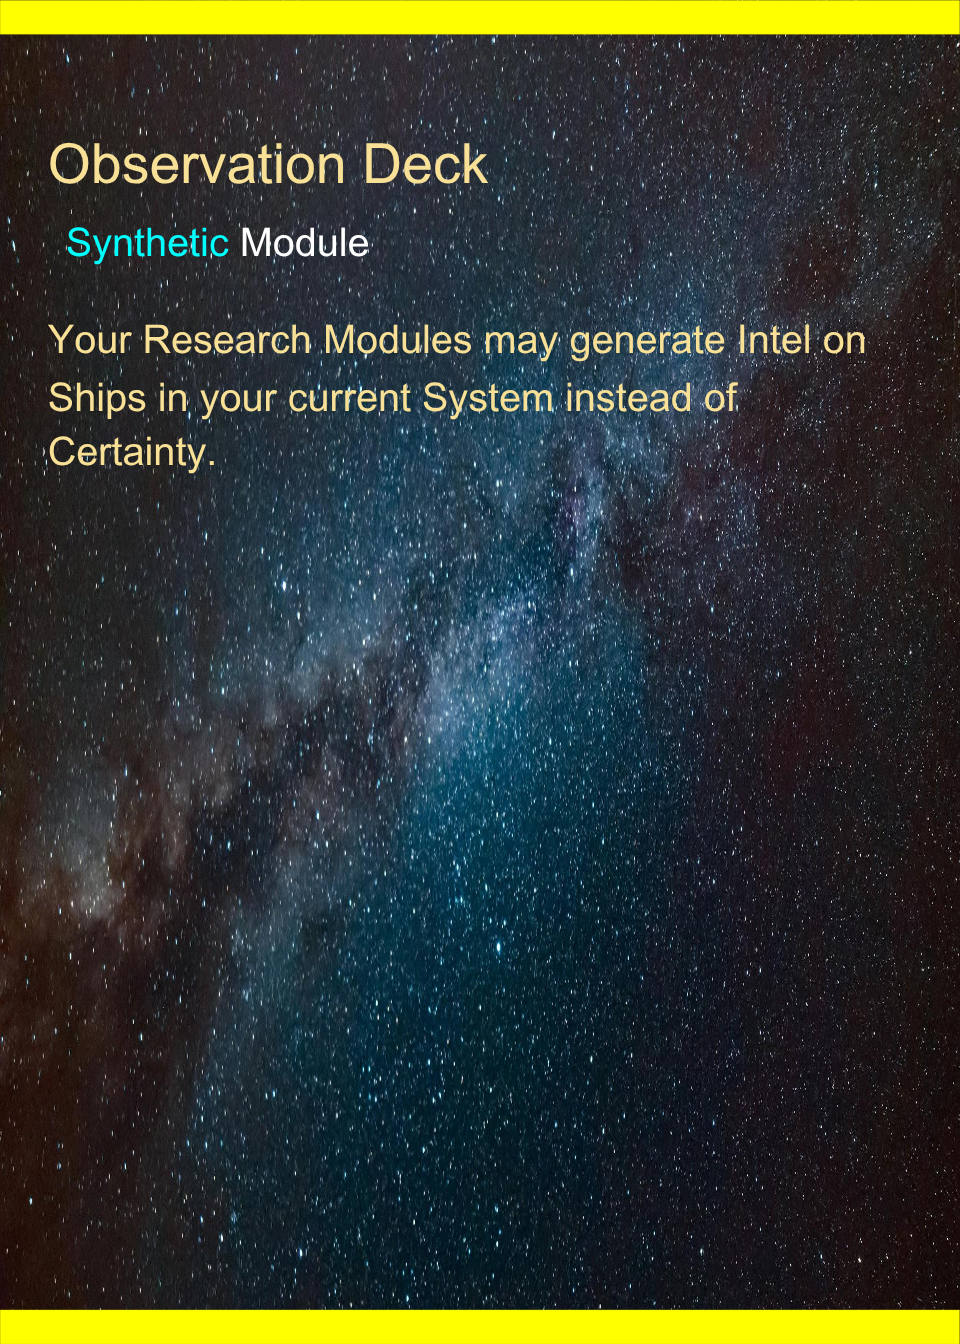 Observation Deck
Synthetic Module
Your Research Modules may generate Intel on
Ships in your current System instead of
Certainty.